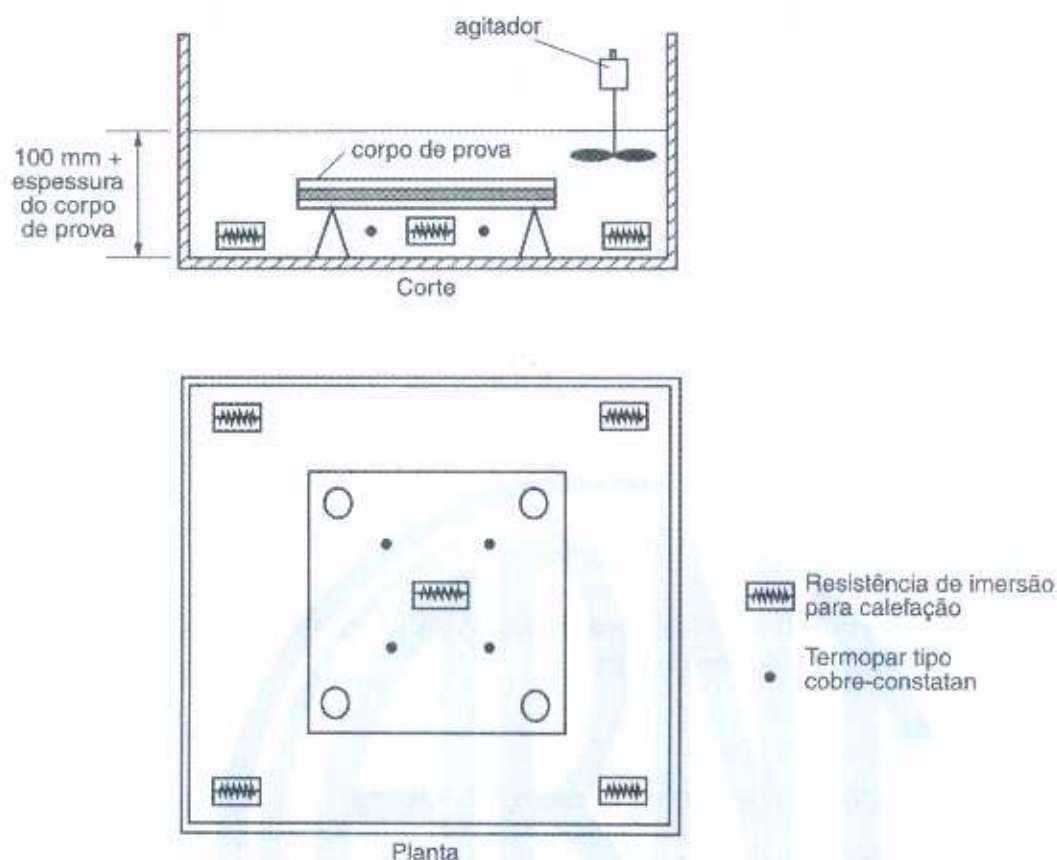 agitador
corpo de prova
100 mm +
espessura
do corpo
de prova
Corte
Resistência de imersão
para calefação
Termopar tipo
cobre-constatan
Planta